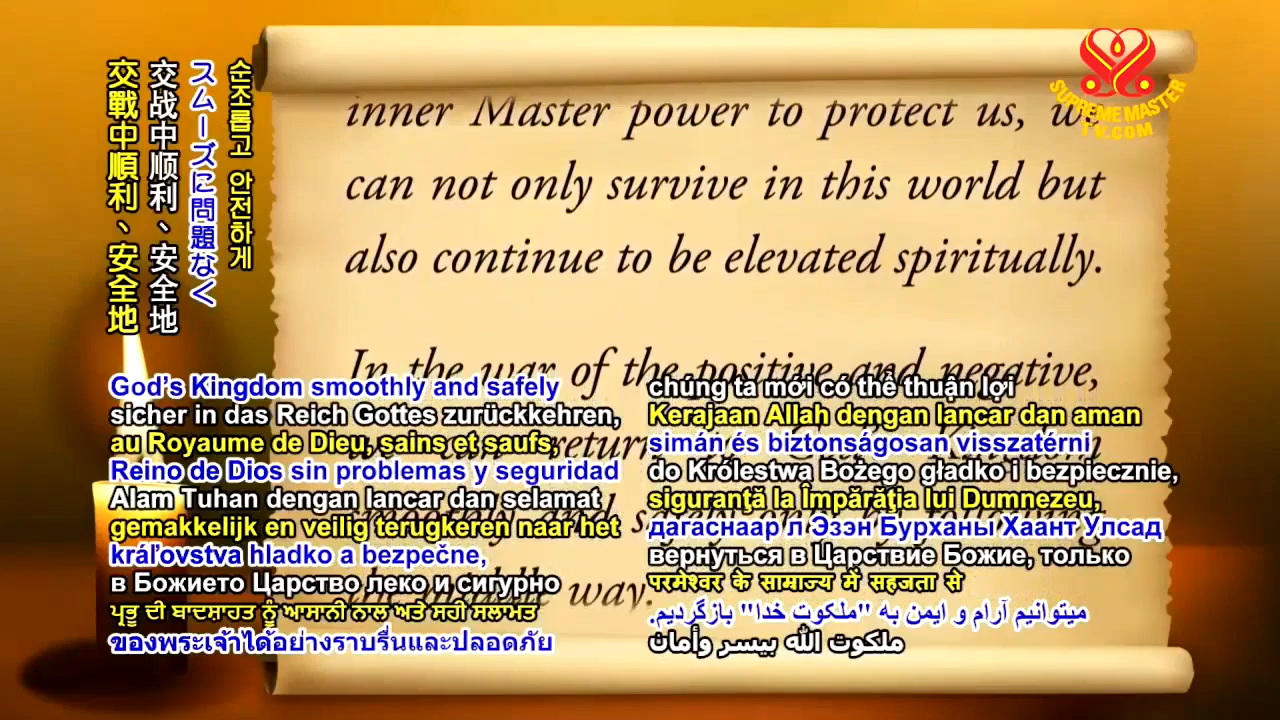 순조롭고 안전하게
スムーズに問題なく
交战中顺利、安全地
交戰中順利、安全地
SUPREME MASTER
TV.COM
inner Master power to protect us, we
can not only survive in this world but
also continue to be elevated spiritually.
In the war of the positive and negative,
return God's Kingdom
smoothly and
way.
God's Kingdom smoothly and safely
sicher in das Reich Gottes zurückkehren,
au Royaume de Dieu, sains et saufs,
Reino de Dios sin problemas y seguridad
Alam Tuhan dengan lancar dan selamat
gemakkelijk en veilig terugkeren naar het
kráľovstva hladko a bezpečne,
в Божието Царство леко и сигурно
ਪ੍ਰਭੂ ਦੀ ਬਾਦਸ਼ਾਹਤ ਨੂੰ ਆਸਾਨੀ ਨਾਲ ਅਤੇ ਸਹੀ ਸਲਾਮਤ
ของพระเจ้าได้อย่างราบรื่นและปลอดภัย
chúng ta mới có thể thuận lợi
Kerajaan Allah dengan lancar dan aman
simán és biztonságosan visszatérni
do Królestwa Bożego gładko i bezpiecznie,
siguranţă la Împărăţia lui Dumnezeu,
дагаснаар л Эзэн Бурханы Хаант Улсад
вернуться в Царствие Божие, только
परमेश्वर के साम्राज्य में सहजता से
میتوانیم آرام و ایمن به "ملکوت خدا" بازگردیم.
ملكوت الله بيسر وأمان